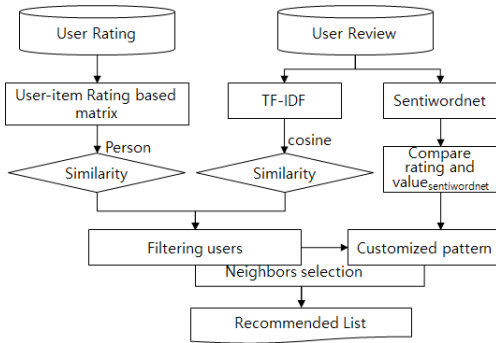 User Rating
User Review
User-item Rating based
matrix
TF-IDF
Sentiwordnet
Person
cosine
Similarity
Similarity
Compare
rating and
valuesentiwordnet
Filtering users
Customized pattern
Neighbors selection
Recommended List